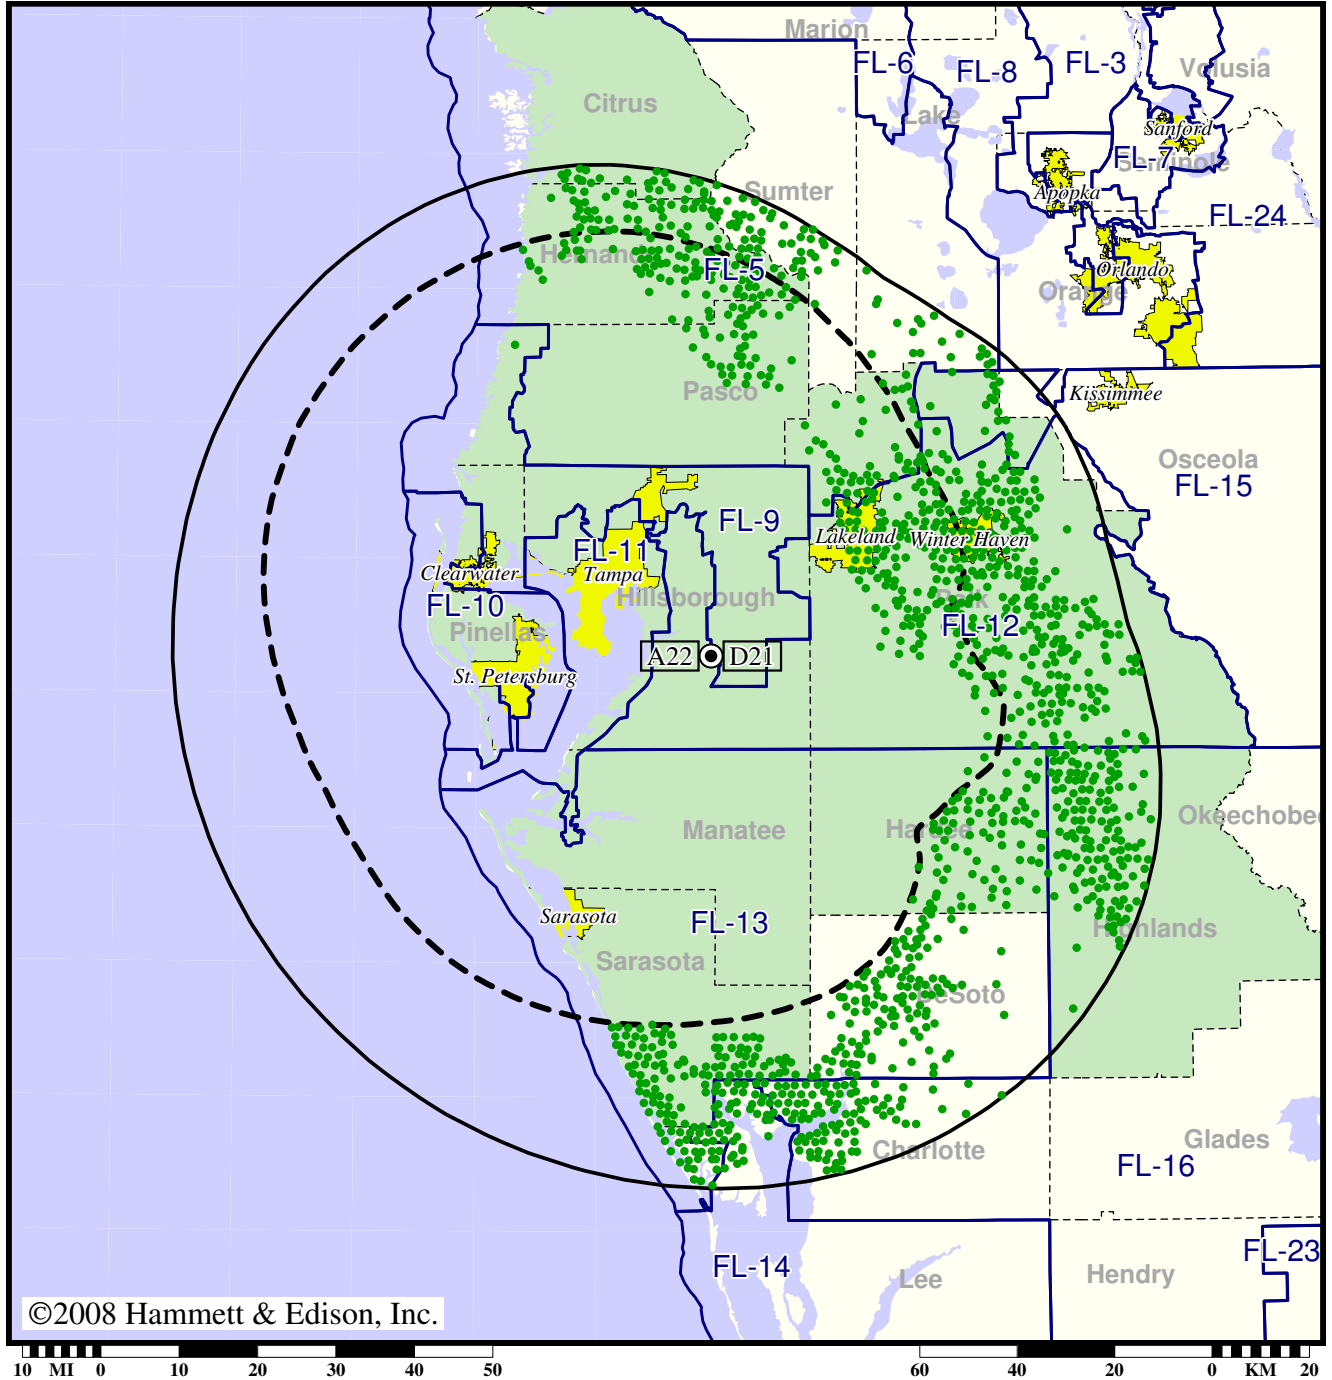 Marion
FL-6
FL-8
FL-3
Volusia
Citrus
Lake
Sanford
FL-7
Seminole
Sumter
Apopka
FL-24
Hernando
FL-5
Orlando
Orange
Pasco
Kissimmee
Osceola
FL-15
FL-9
FL-11
Lakeland
Winter Haven
Clearwater
Tampa
Hillsborough
Polk
FL-10
FL-12
Pinellas
A22
D21
St. Petersburg
Manatee
Hardee
Okeechobee
Sarasota
FL-13
Highlands
Sarasota
DeSoto
Charlotte
Glades
FL-16
FL-14
FL-23
Lee
Hendry
©2008 Hammett & Edison, Inc.
10 MI 0 10 20 30 40 50 60 40 20 0 KM 20